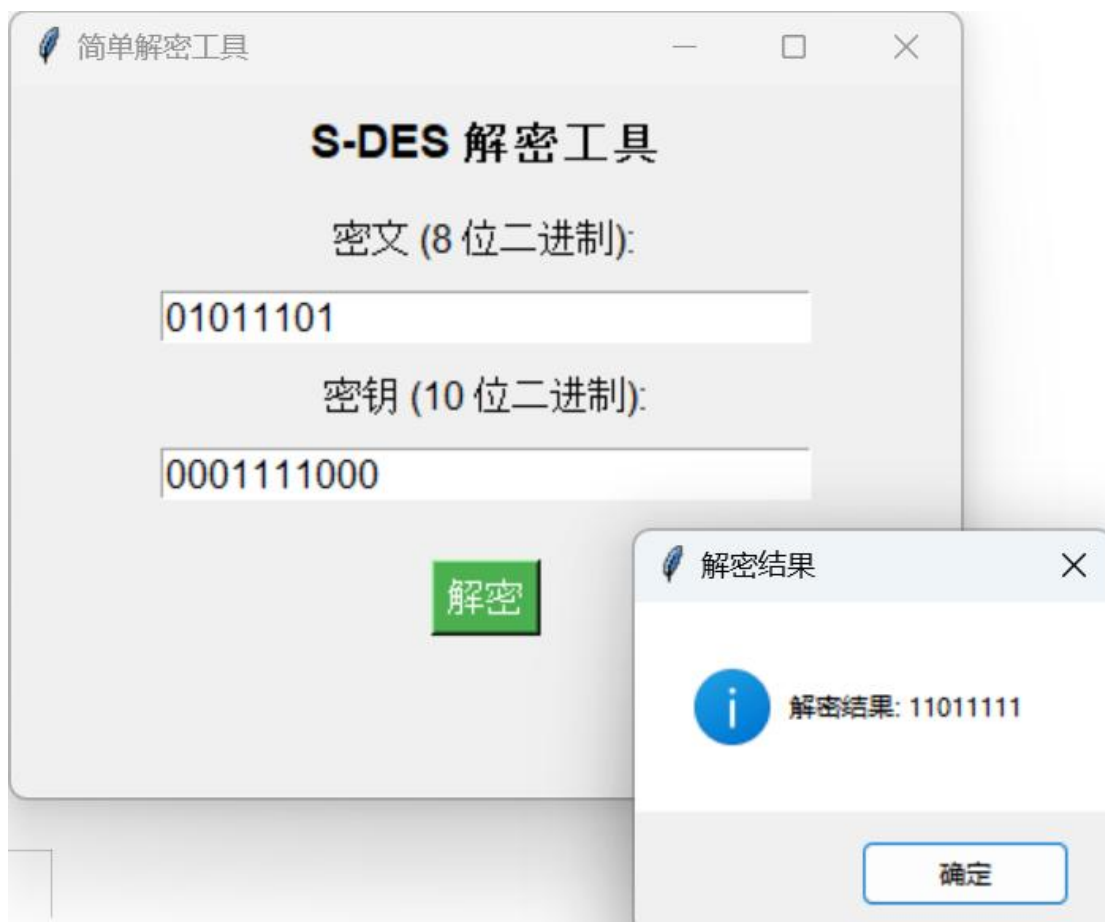 简单解密工具
S-DES 解密工具
密文 (8 位二进制):
01011101
密钥 (10 位二进制):
0001111000
解密
解密结果
解密结果: 11011111
确定